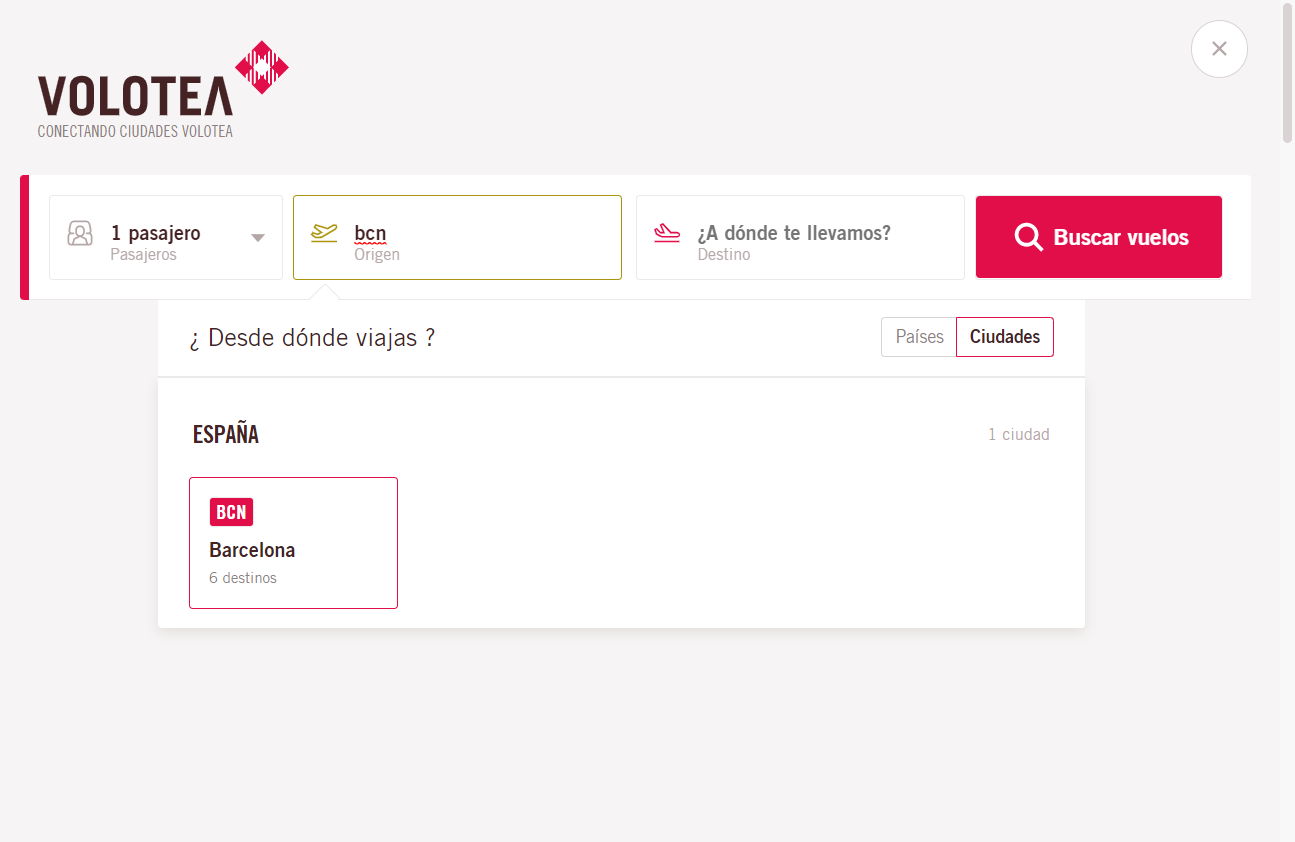 VOLOTEA
CONECTANDO CIUDADES VOLOTEA
1 pasajero
Pasajeros
bcn
Origen
¿A dónde te llevamos?
Destino
Buscar vuelos
¿ Desde dónde viajas ?
Países
Ciudades
ESPAÑA
1 ciudad
BCN
Barcelona
6 destinos